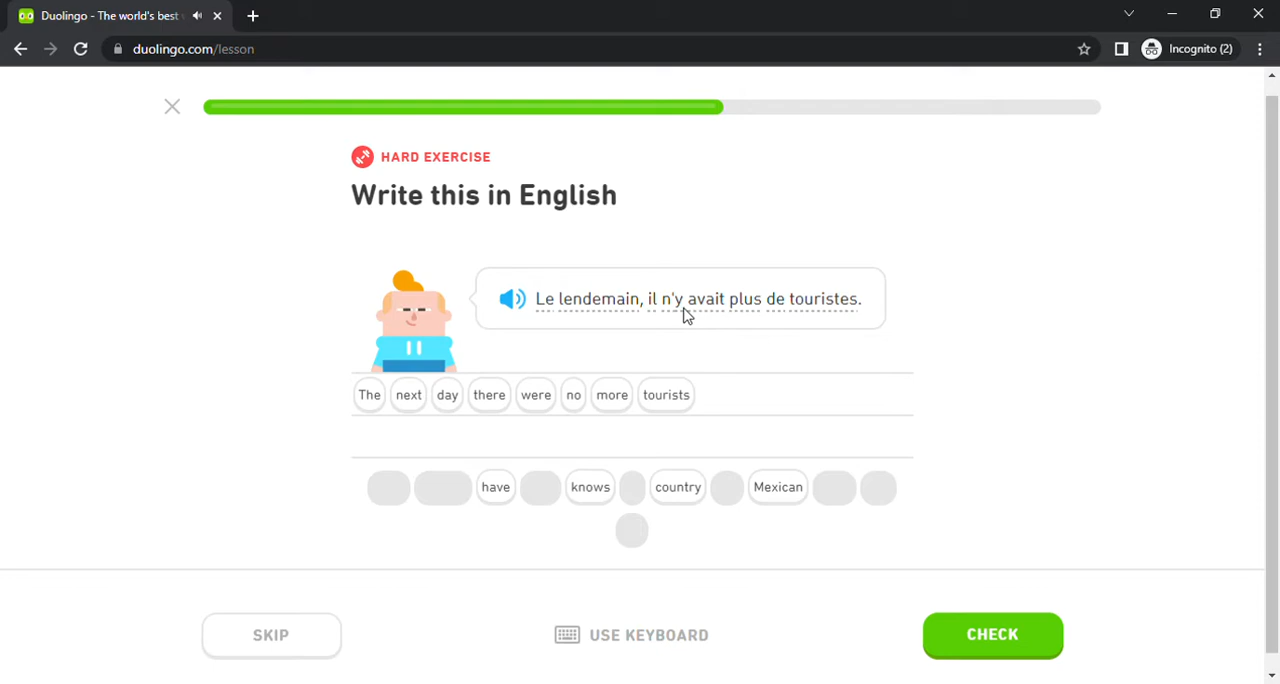 Duolingo - The world's best
duolingo.com/lesson
Incognito (2)
HARD EXERCISE
Write this in English
Le lendemain, il n'y avait plus de touristes.
The next day there were no more tourists
have knows country Mexican
SKIP
USE KEYBOARD
CHECK